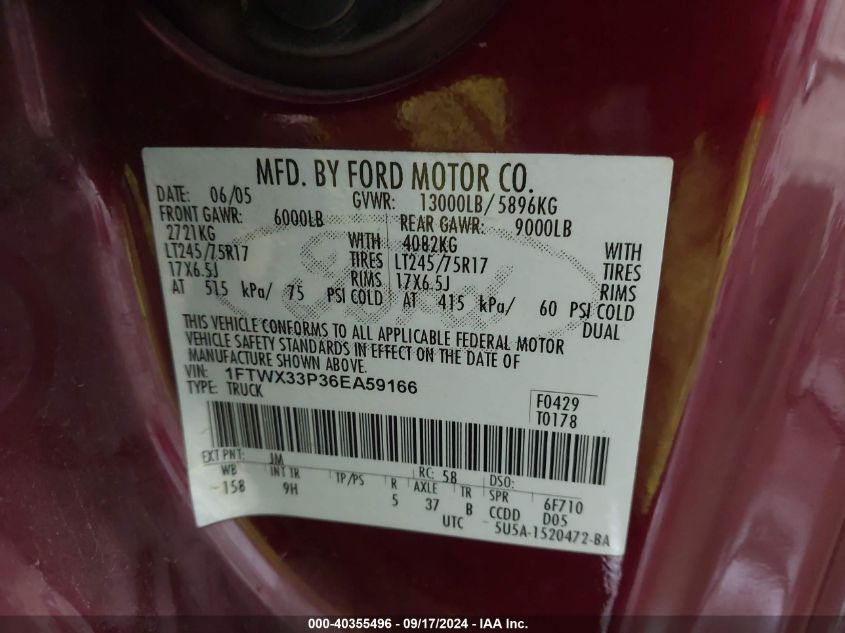 MFD. BY FORD MOTOR CO.
DATE: 06/05 GVWR: 13000LB/ 5896KG
FRONT GAWR: 6000LB REAR GAWR: 9000LB
2721KG WITH 4082KG WITH
LT245/75R17 TIRES LT245/75R17 TIRES
17X6.5J RIMS 17X6.5J RIMS
AT 515 kPa/ 75 PSI COLD AT 415 kPa/ 60 PSI COLD
DUAL
THIS VEHICLE CONFORMS TO ALL APPLICABLE FEDERAL MOTOR
VEHICLE SAFETY STANDARDS IN EFFECT ON THE DATE OF
MANUFACTURE SHOWN ABOVE.
VIN: 1FTWX33P36EA59166
TYPE: TRUCK
F0429
T0178
EXT PNT: JM RC: 58 DSO:
WB INT TR TP/PS R AXLE TR SPR 6F710
158 9H 5 37 B CCDD D05
UTC 5U5A-1520472-BA
000-40355496 - 09/17/2024 - IAA Inc.